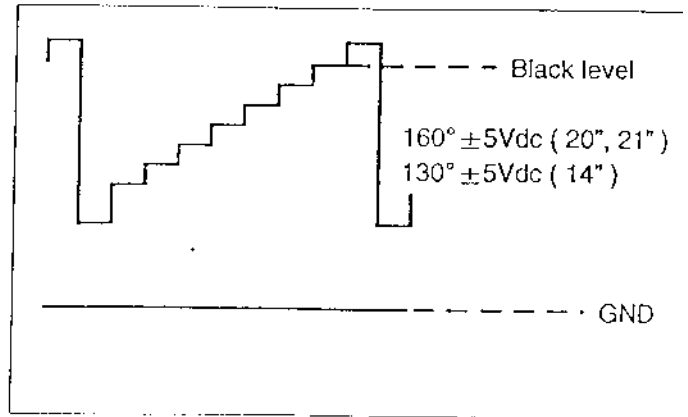 Black level
160° ±5Vdc ( 20", 21" )
130° ±5Vdc ( 14" )
GND